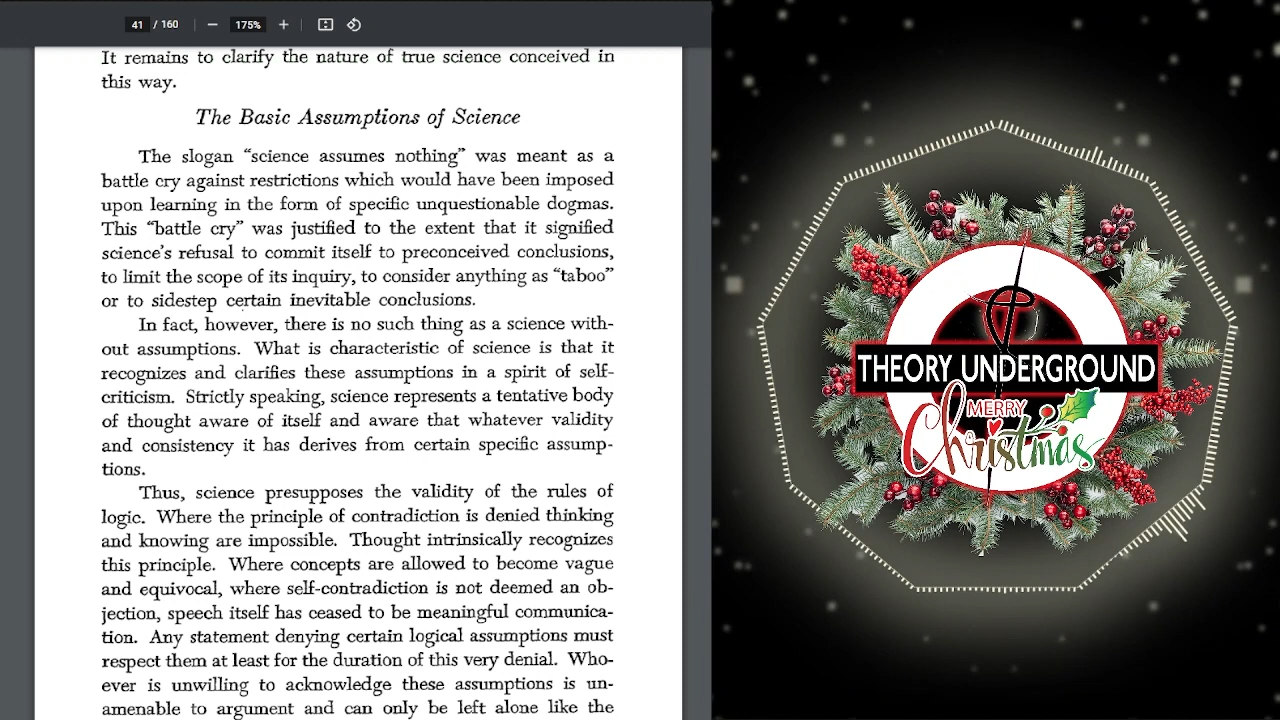 41 / 160
175%
It remains to clarify the nature of true science conceived in
this way.
The Basic Assumptions of Science
The slogan “science assumes nothing” was meant as a
battle cry against restrictions which would have been imposed
upon learning in the form of specific unquestionable dogmas.
This “battle cry” was justified to the extent that it signified
science’s refusal to commit itself to preconceived conclusions,
to limit the scope of its inquiry, to consider anything as “taboo”
or to sidestep certain inevitable conclusions.
In fact, however, there is no such thing as a science with-
out assumptions. What is characteristic of science is that it
recognizes and clarifies these assumptions in a spirit of self-
criticism. Strictly speaking, science represents a tentative body
of thought aware of itself and aware that whatever validity
and consistency it has derives from certain specific assump-
tions.
Thus, science presupposes the validity of the rules of
logic. Where the principle of contradiction is denied thinking
and knowing are impossible. Thought intrinsically recognizes
this principle. Where concepts are allowed to become vague
and equivocal, where self-contradiction is not deemed an ob-
jection, speech itself has ceased to be meaningful communica-
tion. Any statement denying certain logical assumptions must
respect them at least for the duration of this very denial. Who-
ever is unwilling to acknowledge these assumptions is un-
amenable to argument and can only be left alone like the
THEORY UNDERGROUND
MERRY
Christmas